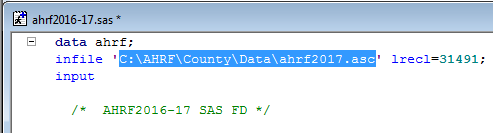 ahrf2016-17.sas *
data ahrf;
infile 'C:\AHRF\County\Data\ahrf2017.asc' lrecl=31491;
input
/* AHRF2016-17 SAS FD */